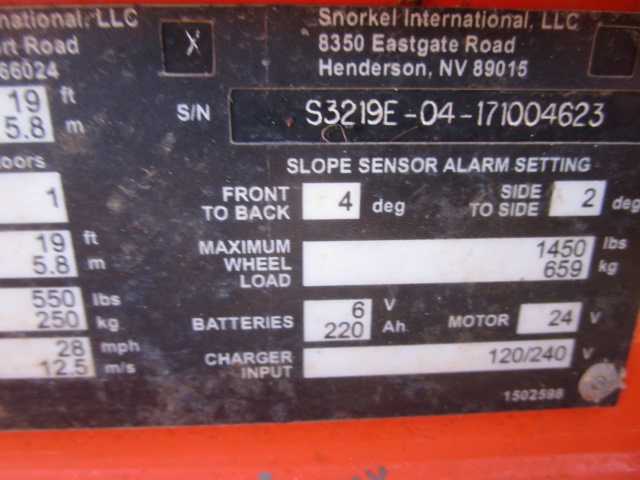 national, LLC
rt Road
66024
X
Snorkel International, LLC
8350 Eastgate Road
Henderson, NV 89015
19 ft
5.8 m
S/N S3219E-04-171004623
oors
1
SLOPE SENSOR ALARM SETTING
FRONT TO BACK 4 deg
SIDE TO SIDE 2 deg
19 ft
5.8 m
MAXIMUM WHEEL LOAD
1450 lbs
659 kg
550 lbs
250 kg
BATTERIES
6 V
220 Ah
MOTOR 24 V
28 mph
12.5 m/s
CHARGER INPUT 120/240 V
1502598